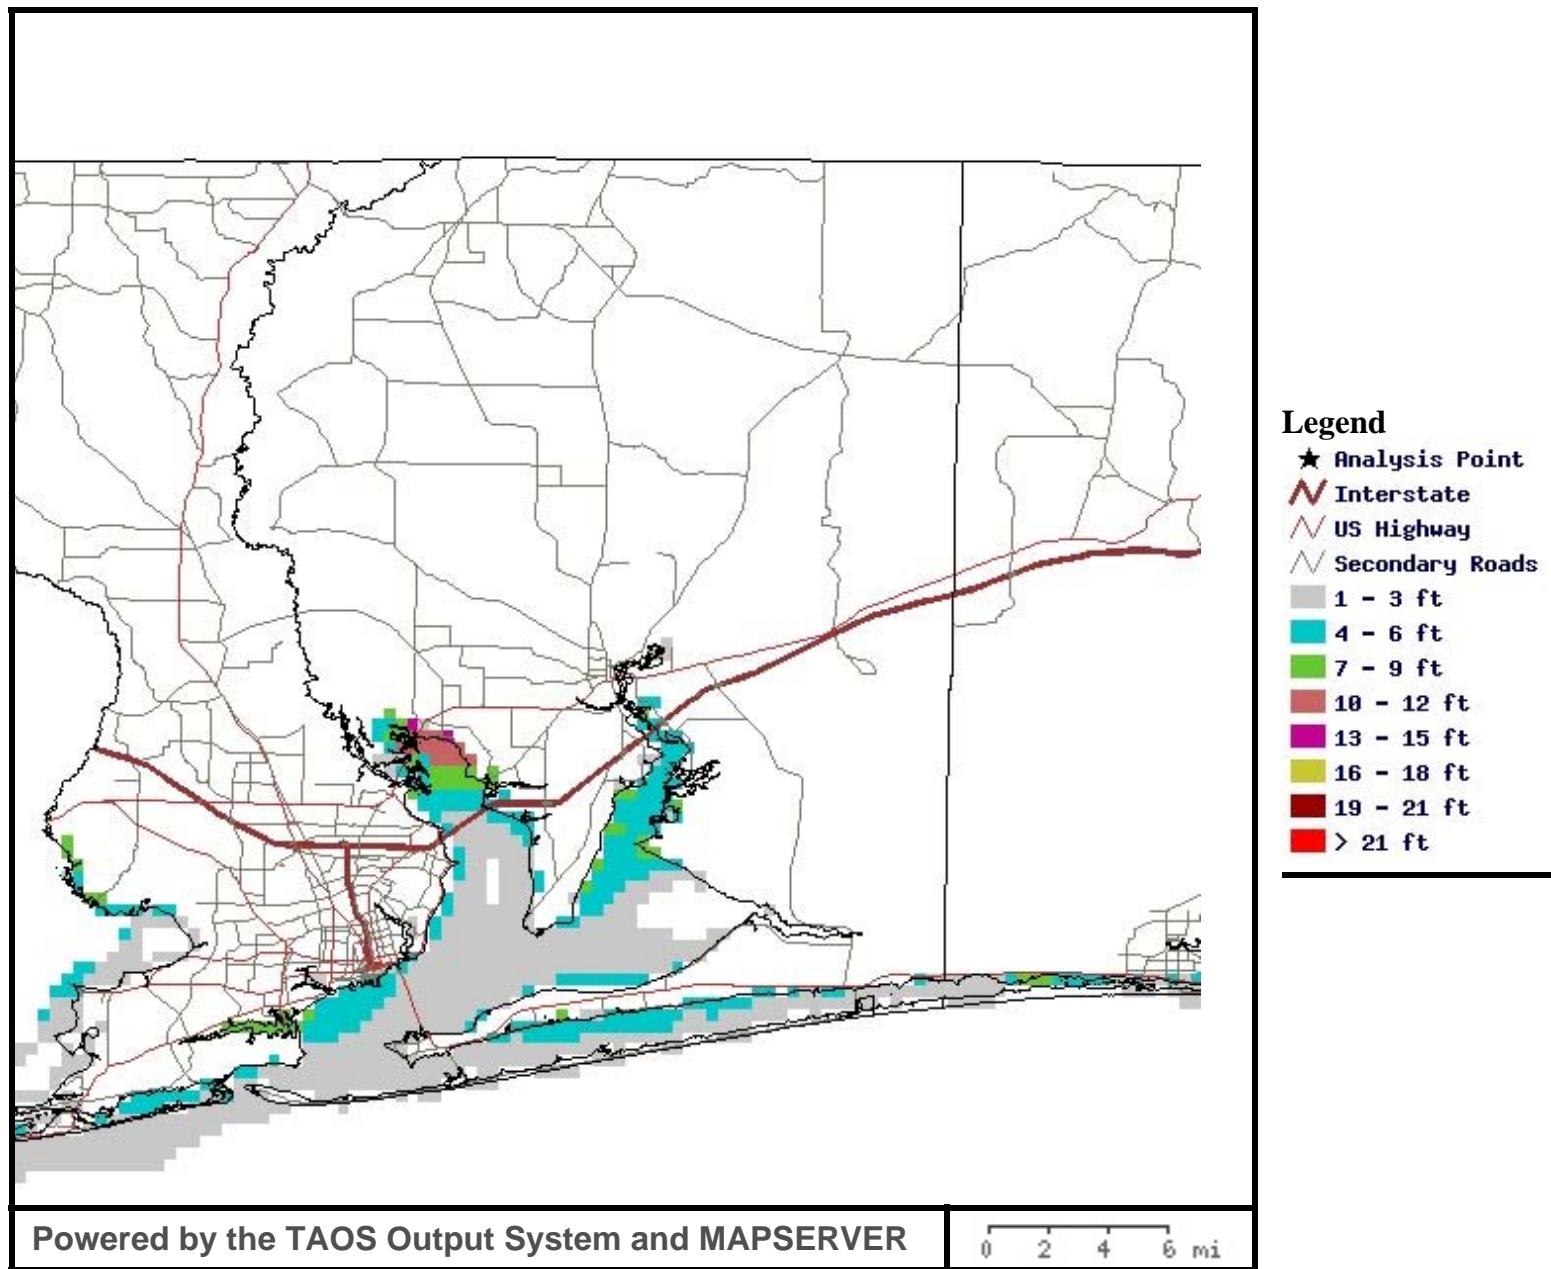 Legend
Analysis Point
Interstate
US Highway
Secondary Roads
1 - 3 ft
4 - 6 ft
7 - 9 ft
10 - 12 ft
13 - 15 ft
16 - 18 ft
19 - 21 ft
> 21 ft
Powered by the TAOS Output System and MAPSERVER
0 2 4 6 mi